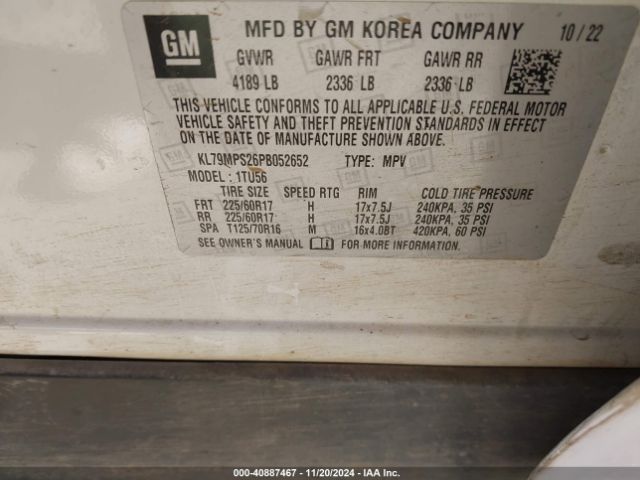 GM
MFD BY GM KOREA COMPANY 10/22
GVWR GAWR FRT GAWR RR
4189 LB 2336 LB 2336 LB
THIS VEHICLE CONFORMS TO ALL APPLICABLE U.S. FEDERAL MOTOR
VEHICLE SAFETY AND THEFT PREVENTION STANDARDS IN EFFECT
ON THE DATE OF MANUFACTURE SHOWN ABOVE.
KL79MPS26PB052652 TYPE: MPV
MODEL: 1TU56
TIRE SIZE SPEED RTG RIM COLD TIRE PRESSURE
FRT 225/60R17 H 17x7.5J 240KPA, 35 PSI
RR 225/60R17 H 17x7.5J 240KPA, 35 PSI
SPA T125/70R16 M 16x4.0BT 420KPA, 60 PSI
SEE OWNER'S MANUAL FOR MORE INFORMATION.
000-40887467 - 11/20/2024 - IAA Inc.